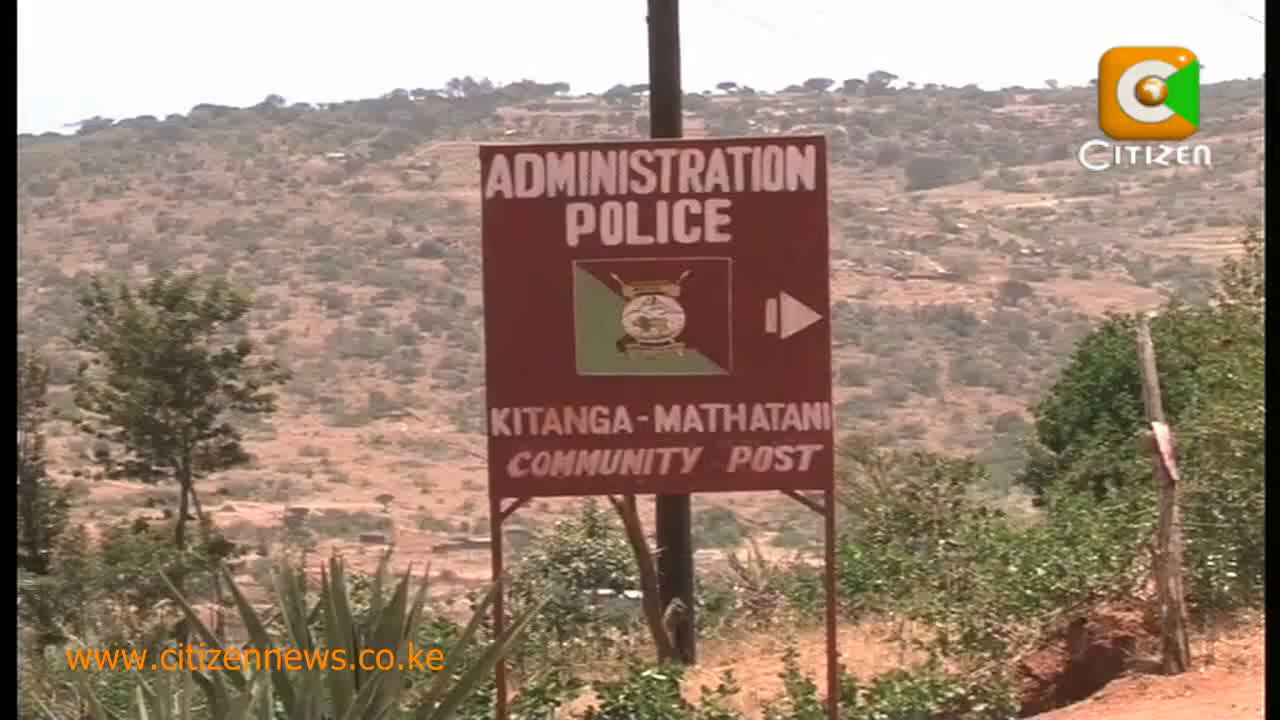 CITIZEN
ADMINISTRATION
POLICE
KITANGA-MATHATANI
COMMUNITY POST
www.citizennews.co.ke